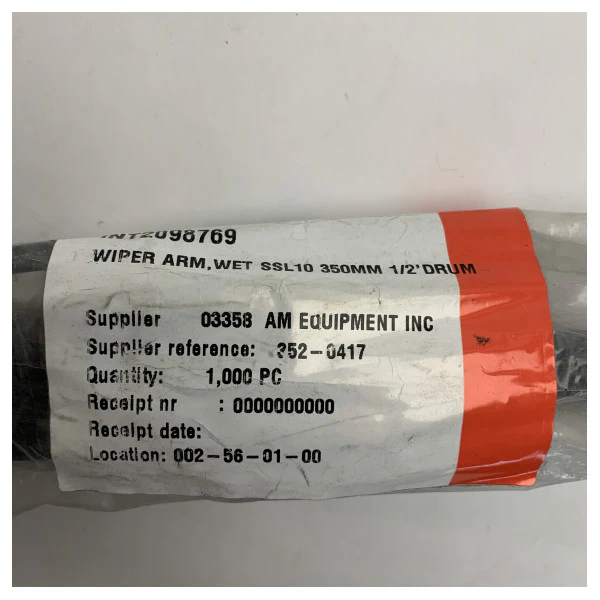 INT2098769
WIPER ARM,WET SSL10 350MM 1/2'DRUM
Supplier 03358 AM EQUIPMENT INC
Supplier reference: 352-0417
Quantity: 1,000 PC
Receipt nr : 0000000000
Receipt date:
Location: 002-56-01-00